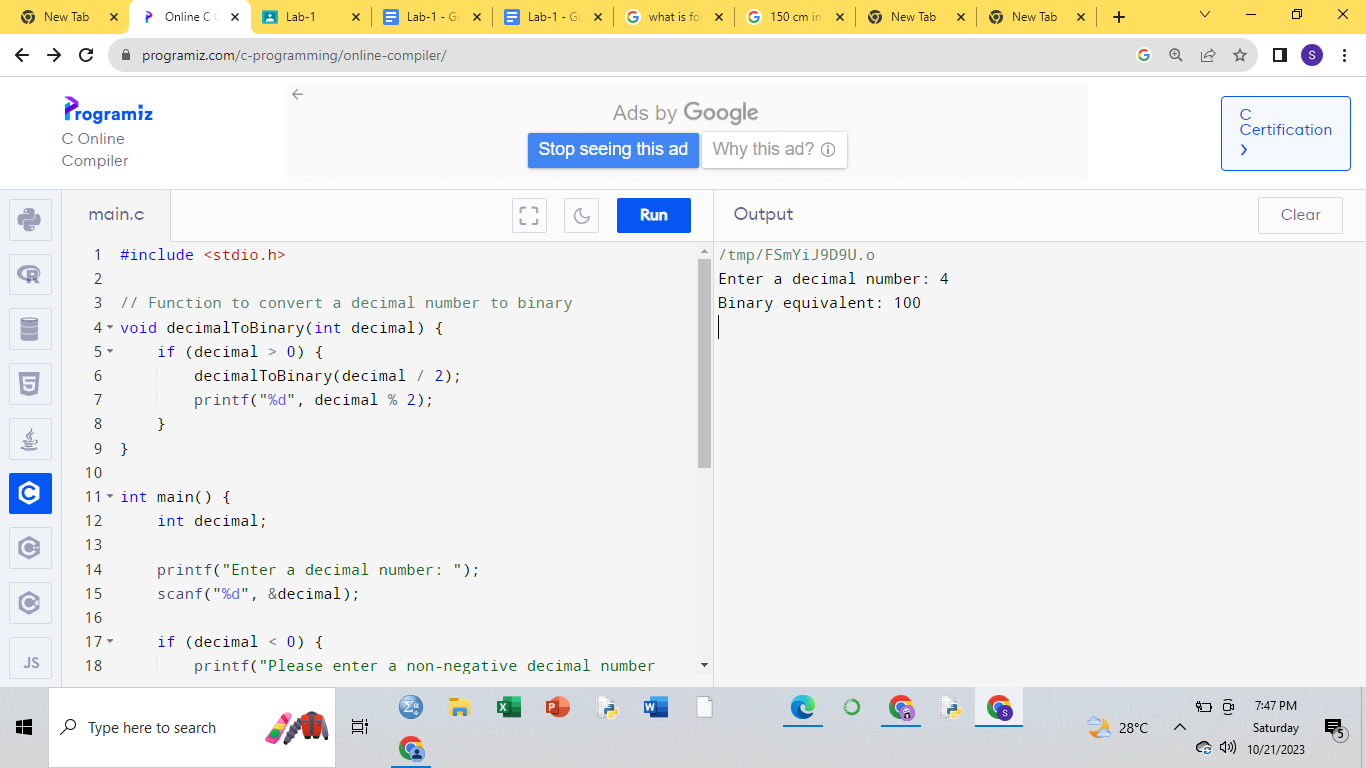 New Tab
Online C C
Lab-1
Lab-1 - Go
Lab-1 - Go
what is fo
150 cm in
New Tab
New Tab
programiz.com/c-programming/online-compiler/
S
Programiz
C Online
Compiler
Ads by Google
Stop seeing this ad
Why this ad?
C
Certification
main.c
Run
Output
Clear
1 #include <stdio.h>
2
3 // Function to convert a decimal number to binary
4 void decimalToBinary(int decimal) {
5 if (decimal > 0) {
6 decimalToBinary(decimal / 2);
7 printf("%d", decimal % 2);
8 }
9 }
10
11 int main() {
12 int decimal;
13
14 printf("Enter a decimal number: ");
15 scanf("%d", &decimal);
16
17 if (decimal < 0) {
18 printf("Please enter a non-negative decimal number
/tmp/FSmYiJ9D9U.o
Enter a decimal number: 4
Binary equivalent: 100
JS
Type here to search
28°C
7:47 PM
Saturday
10/21/2023
5